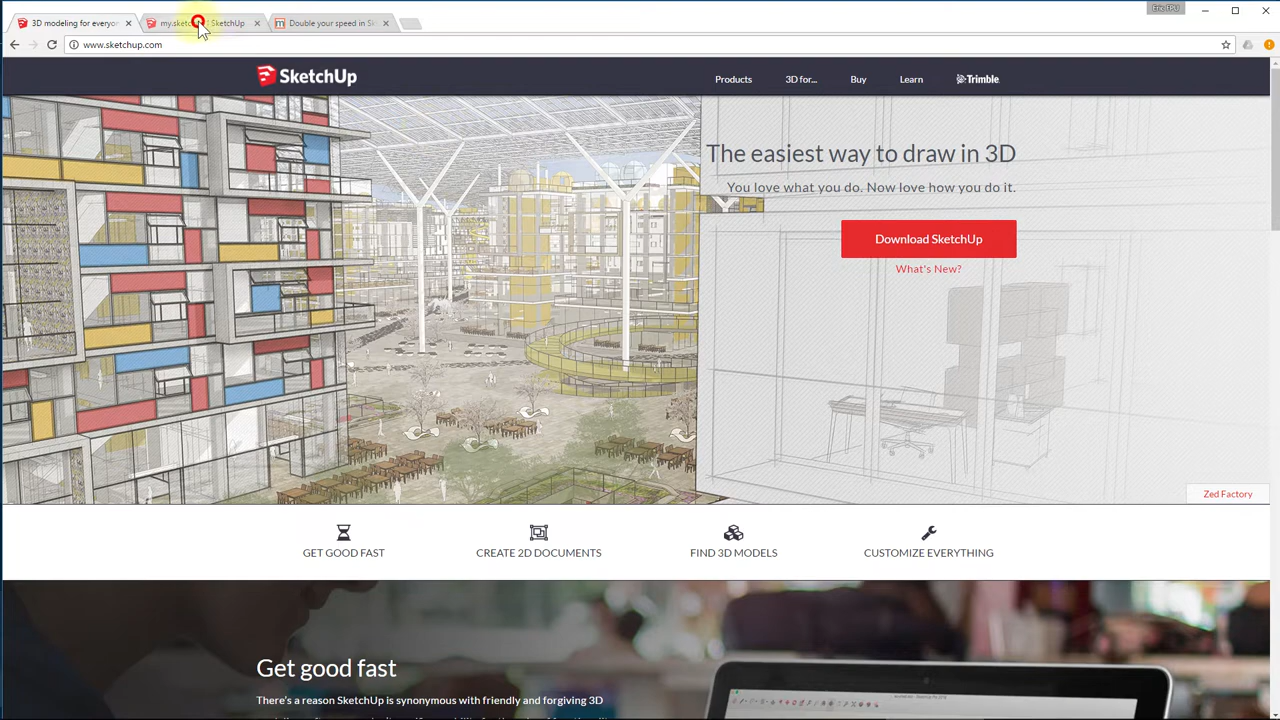 Eric EPU
3D modeling for everyon
my.sketc SketchUp
Double your speed in Sk
www.sketchup.com
SketchUp
Products
3D for...
Buy
Learn
Trimble.
The easiest way to draw in 3D
You love what you do. Now love how you do it.
Download SketchUp
What's New?
Zed Factory
GET GOOD FAST
CREATE 2D DOCUMENTS
FIND 3D MODELS
CUSTOMIZE EVERYTHING
Get good fast
There's a reason SketchUp is synonymous with friendly and forgiving 3D